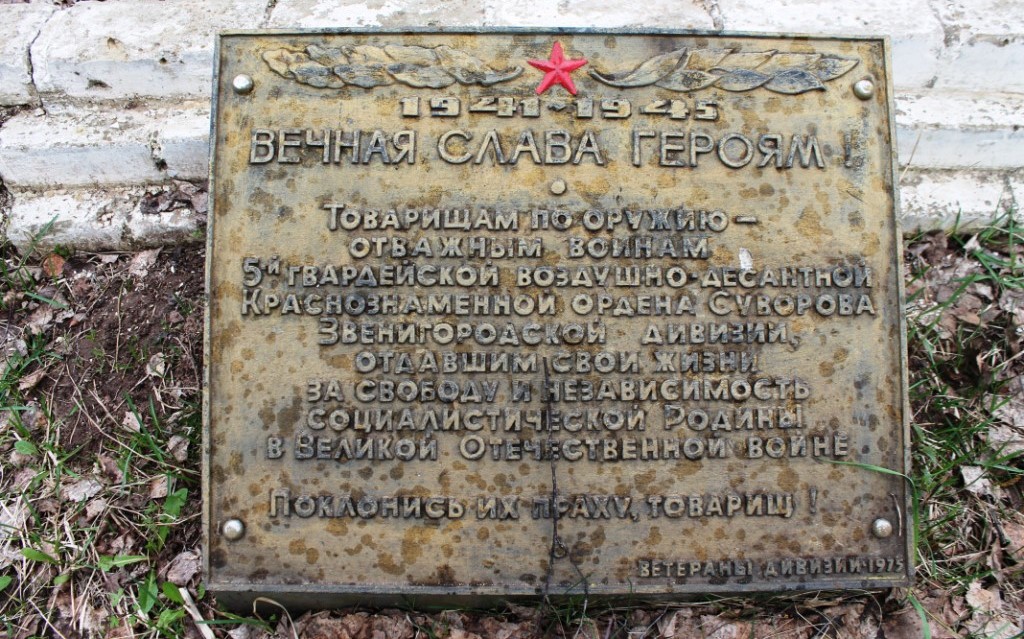 1941-1945
ВЕЧНАЯ СЛАВА ГЕРОЯМ!
ТОВАРИЩАМ ПО ОРУЖИЮ –
ОТВАЖНЫМ ВОИНАМ
5й ГВАРДЕЙСКОЙ ВОЗДУШНО-ДЕСАНТНОЙ
КРАСНОЗНАМЕННОЙ ОРДЕНА СУВОРОВА
ЗВЕНИГОРОДСКОЙ ДИВИЗИИ,
ОТДАВШИМ СВОИ ЖИЗНИ
ЗА СВОБОДУ И НЕЗАВИСИМОСТЬ
СОЦИАЛИСТИЧЕСКОЙ РОДИНЫ
В ВЕЛИКОЙ ОТЕЧЕСТВЕННОЙ ВОЙНЕ
ПОКЛОНИСЬ ИХ ПРАХУ, ТОВАРИЩ!
ВЕТЕРАНЫ ДИВИЗИИ·1975